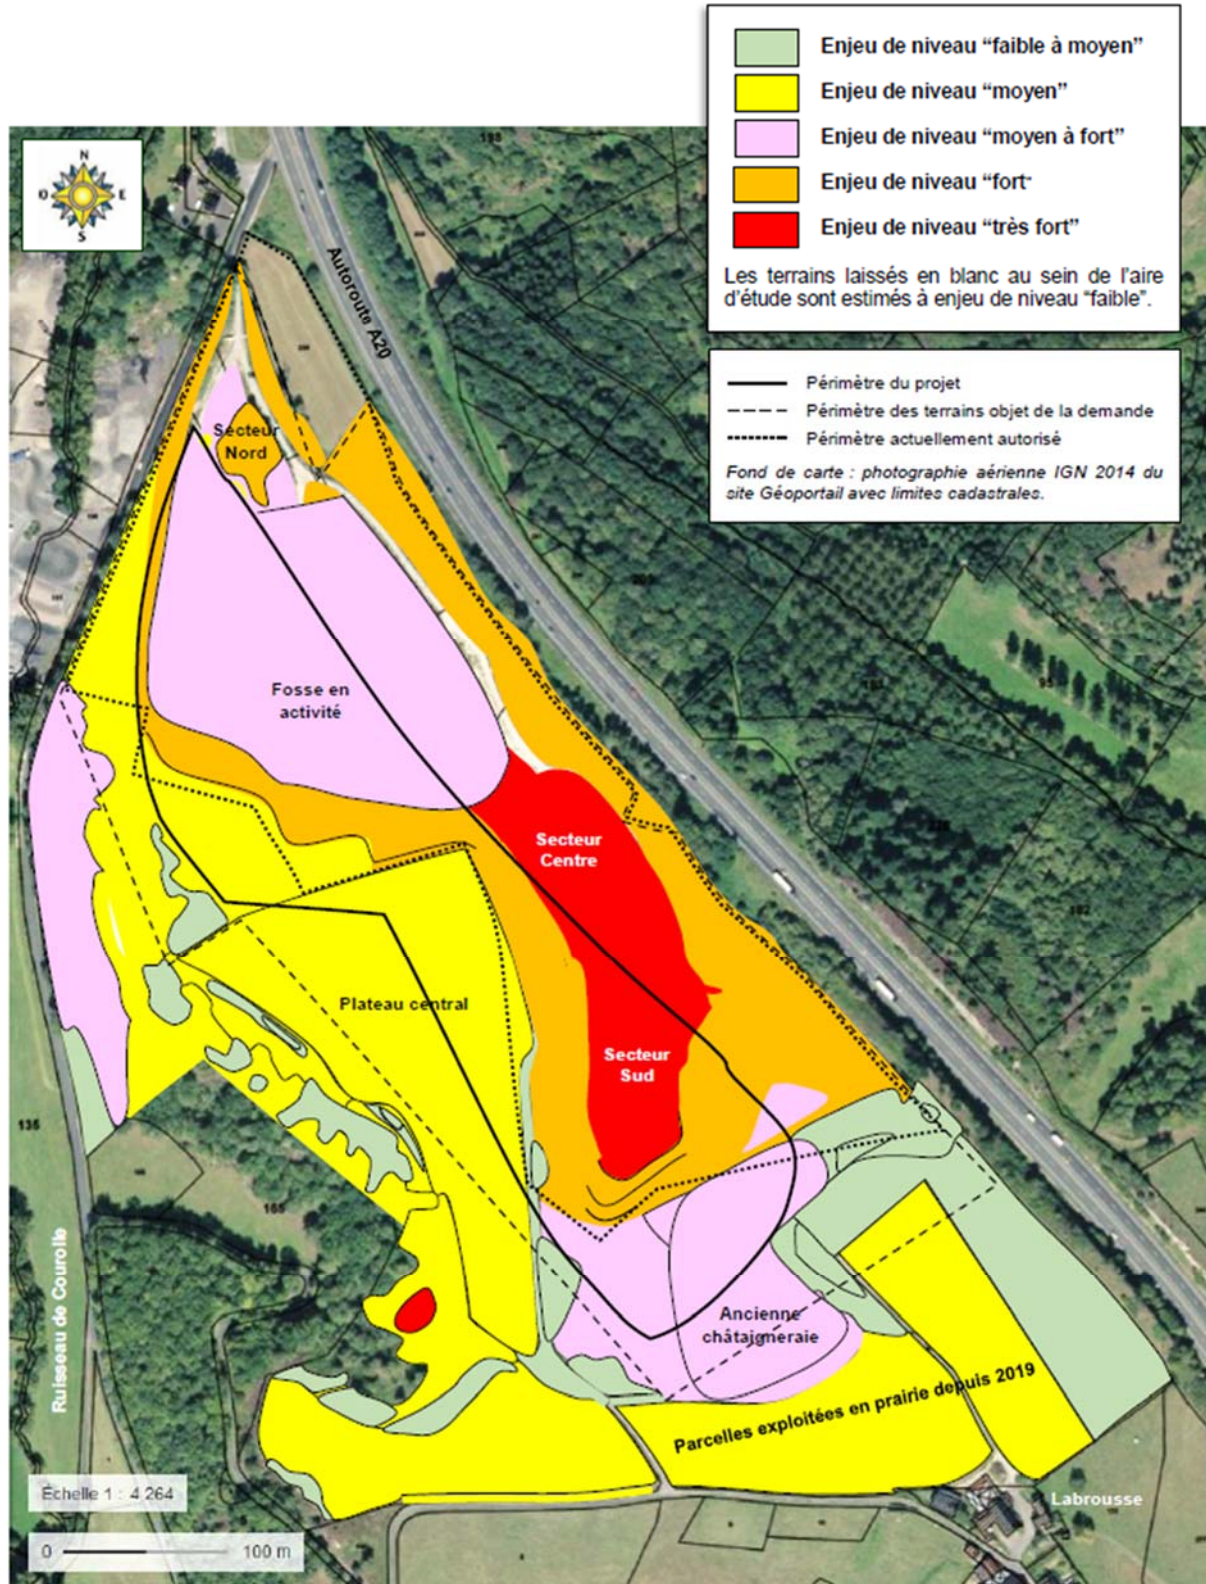 Enjeu de niveau “faible à moyen”
Enjeu de niveau “moyen”
Enjeu de niveau “moyen à fort”
Enjeu de niveau “fort”
Enjeu de niveau “très fort”
Les terrains laissés en blanc au sein de l’aire
d’étude sont estimés à enjeu de niveau “faible”.
Périmètre du projet
Périmètre des terrains objet de la demande
Périmètre actuellement autorisé
Fond de carte : photographie aérienne IGN 2014 du
site Géoportail avec limites cadastrales.
N
O
E
S
Autoroute A20
Secteur
Nord
Fosse en
activité
Secteur
Centre
Plateau central
Secteur
Sud
135
165
95
182
Ancienne
châtaigneraie
Ruisseau de Courolle
Parcelles exploitées en prairie depuis 2019
Labrousse
Échelle 1 : 4 264
0
100 m